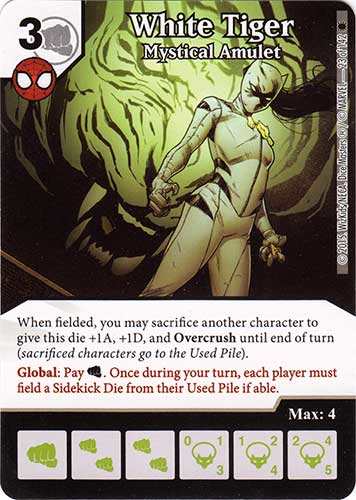 3
White Tiger
Mystical Amulet
When fielded, you may sacrifice another character to
give this die +1A, +1D, and Overcrush until end of turn
(sacrificed characters go to the Used Pile).
Global: Pay . Once during your turn, each player must
field a Sidekick Die from their Used Pile if able.
Max: 4
0 1 3
1 2 4
2 4 5